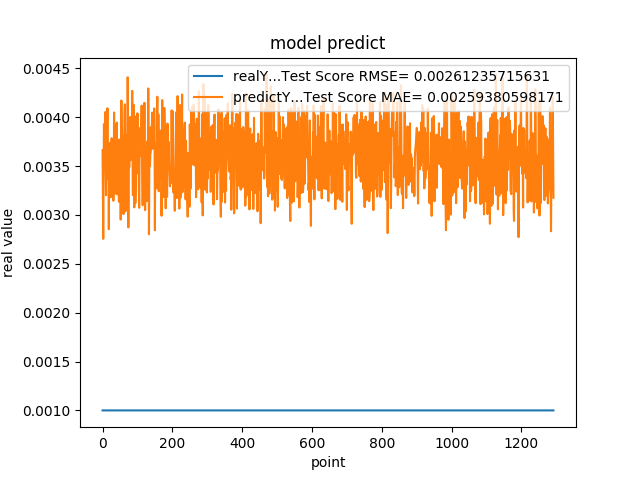 model predict
realY...Test Score RMSE= 0.00261235715631
predictY...Test Score MAE= 0.00259380598171
0.0045
0.0040
0.0035
0.0030
0.0025
0.0020
0.0015
0.0010
real value
0 200 400 600 800 1000 1200
point